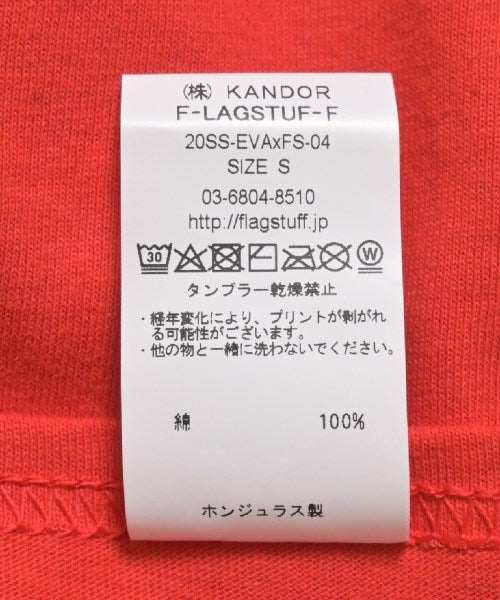 (株) KANDOR
F-LAGSTUF-F
20SS-EVAxFS-04
SIZE S
03-6804-8510
http://flagstuff.jp
30 W
タンブラー乾燥禁止
・経年変化により、プリントが剥がれ
る可能性がございます。
・他の物と一緒に洗わないでください。
綿 100%
ホンジュラス製